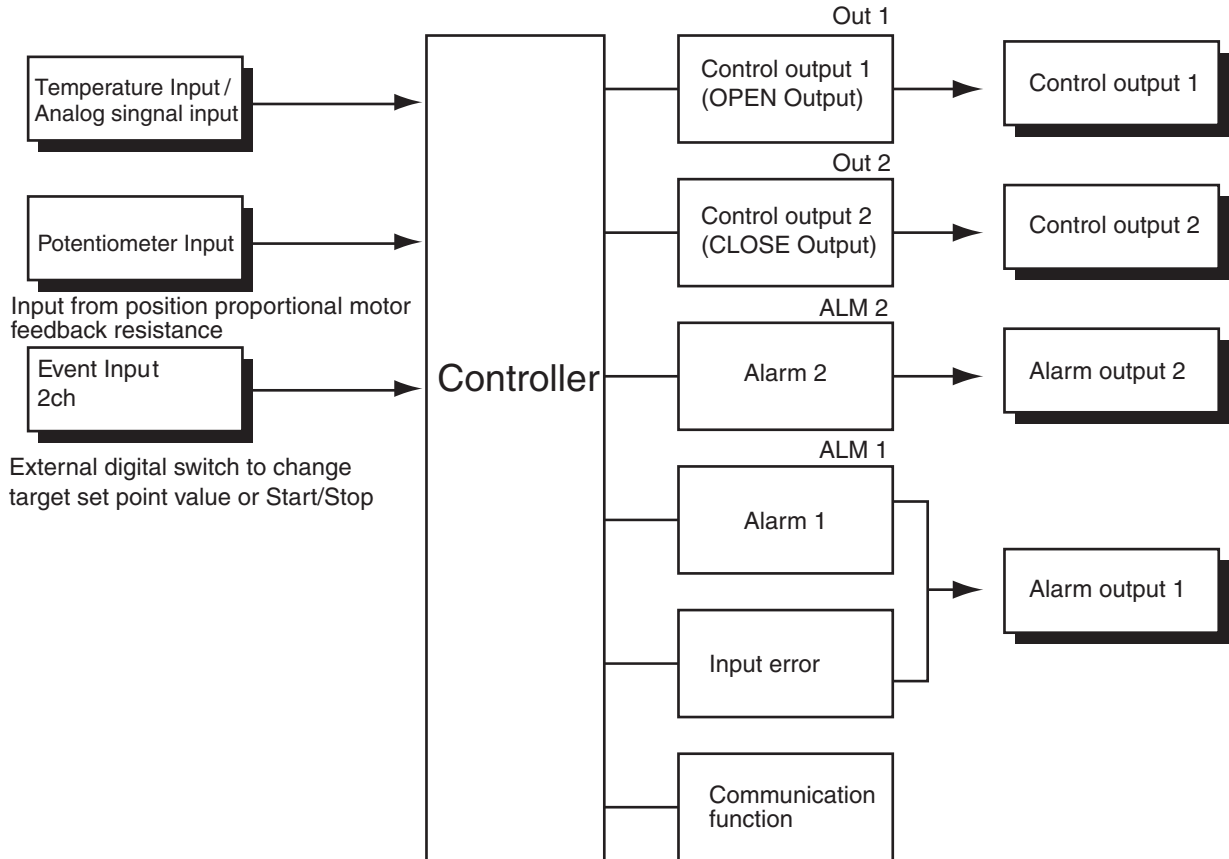 Temperature Input /
Analog singnal input
Potentiometer Input
Input from position proportional motor
feedback resistance
Event Input
2ch
External digital switch to change
target set point value or Start/Stop
Controller
Out 1
Control output 1
(OPEN Output)
Control output 1
Out 2
Control output 2
(CLOSE Output)
Control output 2
ALM 2
Alarm 2
Alarm output 2
ALM 1
Alarm 1
Alarm output 1
Input error
Communication
function